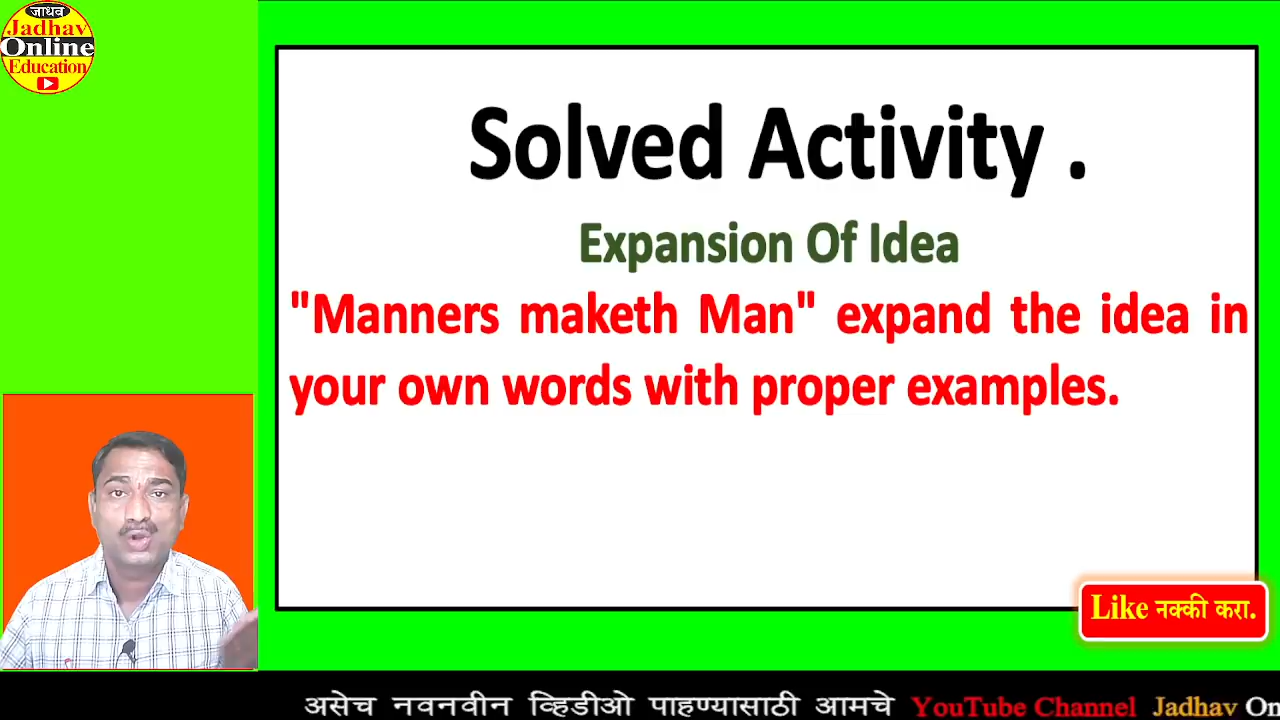 जाधव
Jadhav
Online
Education
Solved Activity .
Expansion Of Idea
"Manners maketh Man" expand the idea in
your own words with proper examples.
Like नक्की करा.
असेच नवनवीन व्हिडीओ पाहण्यासाठी आमचे YouTube Channel Jadhav On